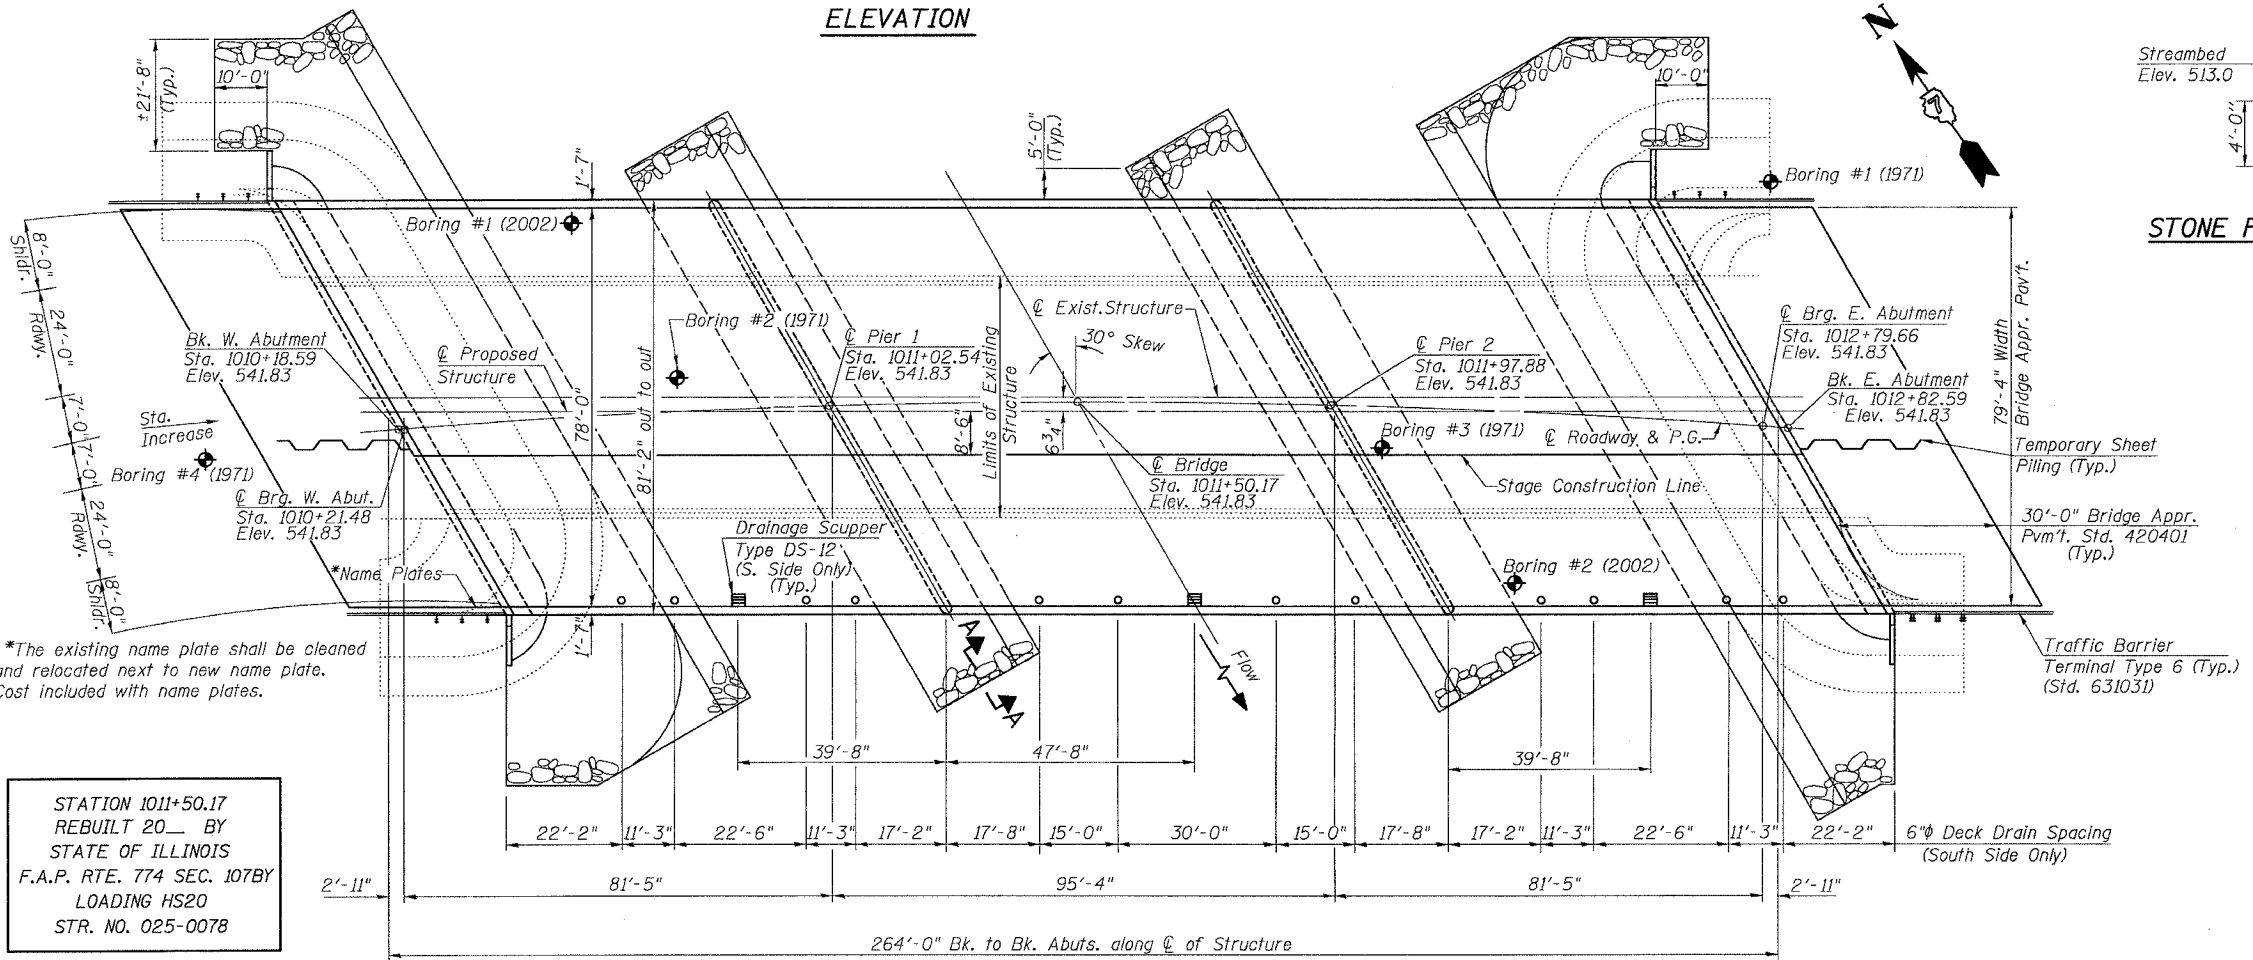 ELEVATION
N
7
Streambed
Elev. 513.0
4'-0"
STONE
±21'-8"
(Typ.)
10'-0"
1'-7"
5'-0"
(Typ.)
10'-0"
Boring #1 (1971)
Boring #1 (2002)
8'-0"
Shldr.
24'-0"
Rdwy.
7'-0"
7'-0"
24'-0"
Rdwy.
8'-0"
Shldr.
Bk. W. Abutment
Sta. 1010+18.59
Elev. 541.83
℄ Proposed
Structure
Boring #2 (1971)
℄ Pier 1
Sta. 1011+02.54
Elev. 541.83
78'-0"
81'-2" out to out
Limits of Existing
Structure
℄ Exist.Structure
30° Skew
℄ Pier 2
Sta. 1011+97.88
Elev. 541.83
℄ Brg. E. Abutment
Sta. 1012+79.66
Elev. 541.83
Bk. E. Abutment
Sta. 1012+82.59
Elev. 541.83
79'-4" Width
Bridge Appr. Pav't.
Sta.
Increase
Boring #4 (1971)
8'-6"
6¾"
Boring #3 (1971)
℄ Roadway & P.G.
Temporary Sheet
Piling (Typ.)
℄ Brg. W. Abut.
Sta. 1010+21.48
Elev. 541.83
℄ Bridge
Sta. 1011+50.17
Elev. 541.83
Stage Construction Line
Drainage Scupper
Type DS-12
(S. Side Only)
(Typ.)
30'-0" Bridge Appr.
Pvm't. Std. 420401
(Typ.)
*Name Plates
Boring #2 (2002)
1'-7"
*The existing name plate shall be cleaned
and relocated next to new name plate.
Cost included with name plates.
A
A
Flow
Traffic Barrier
Terminal Type 6 (Typ.)
(Std. 631031)
39'-8"
47'-8"
39'-8"
STATION 1011+50.17
REBUILT 20__ BY
STATE OF ILLINOIS
F.A.P. RTE. 774 SEC. 107BY
LOADING HS20
STR. NO. 025-0078
22'-2" 11'-3" 22'-6" 11'-3" 17'-2" 17'-8" 15'-0" 30'-0" 15'-0" 17'-8" 17'-2" 11'-3" 22'-6" 11'-3" 22'-2"
6"ϕ Deck Drain Spacing
(South Side Only)
2'-11" 81'-5" 95'-4" 81'-5" 2'-11"
264'-0" Bk. to Bk. Abuts. along ℄ of Structure